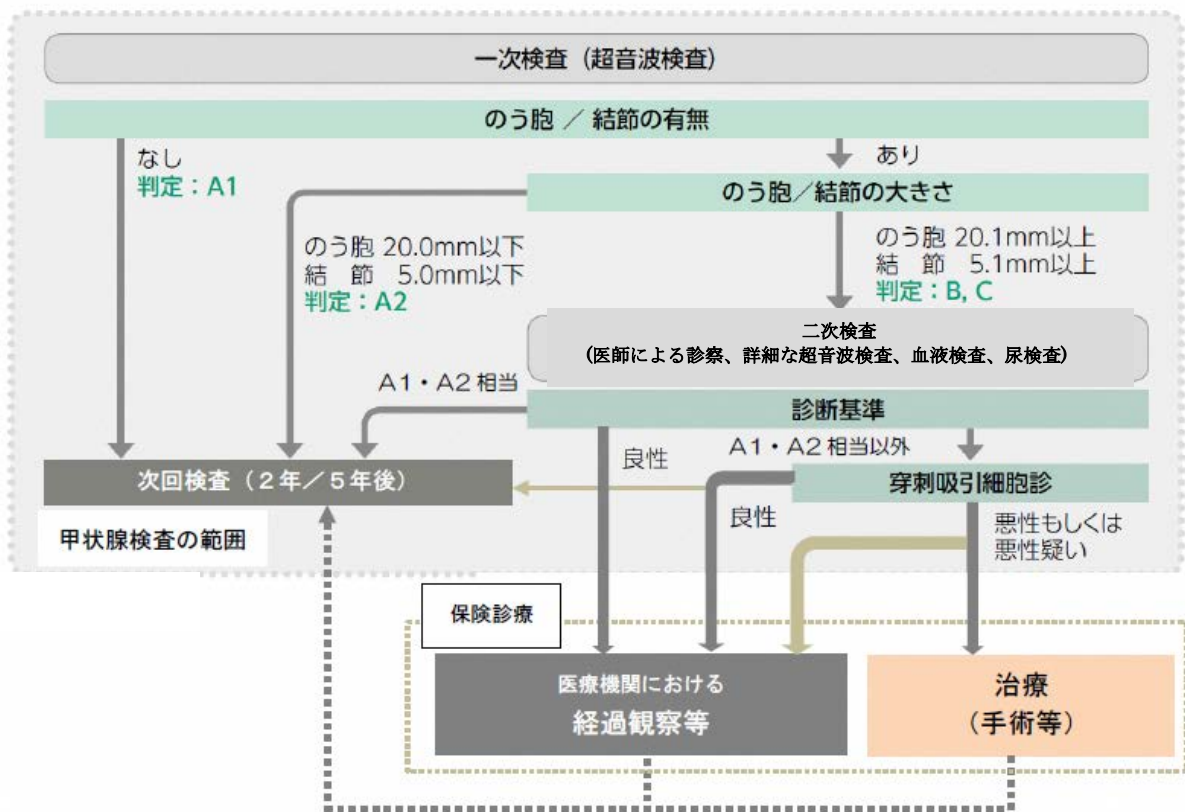 一次検査（超音波検査）
のう胞 ／ 結節の有無
なし
判定：A1
あり
のう胞／結節の大きさ
のう胞 20.0mm以下
結　節　5.0mm以下
判定：A2
のう胞 20.1mm以上
結　節　5.1mm以上
判定：B, C
二次検査
(医師による診察、詳細な超音波検査、血液検査、尿検査)
A1・A2 相当
診断基準
良性
A1・A2 相当以外
次回検査（２年／５年後）
穿刺吸引細胞診
良性
悪性もしくは
悪性疑い
甲状腺検査の範囲
保険診療
医療機関における
経過観察等
治療
（手術等）